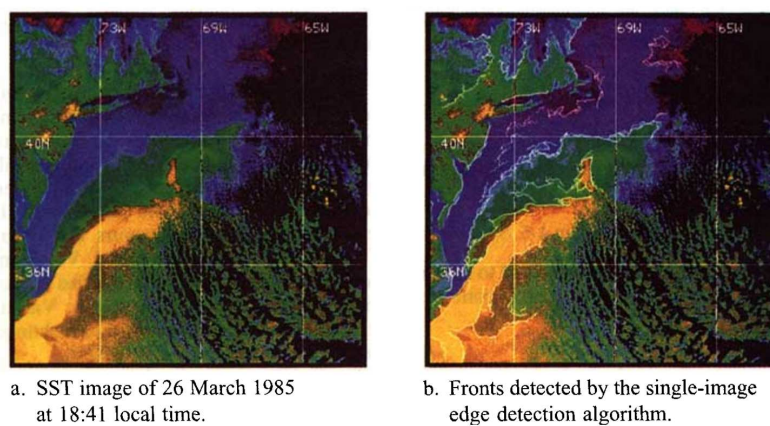 73W 69W 65W
40N
36N
73W 69W 65W
40N
36N
a. SST image of 26 March 1985
at 18:41 local time.
b. Fronts detected by the single-image
edge detection algorithm.